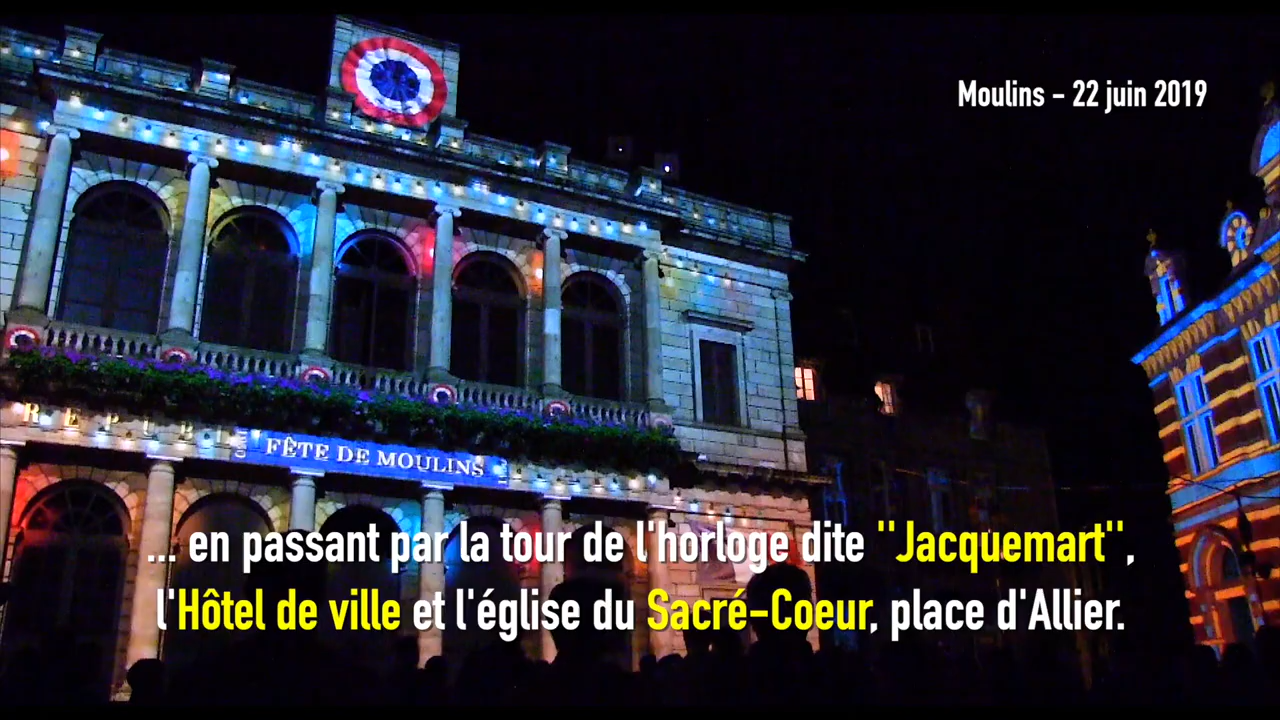 Moulins - 22 juin 2019
RÉPUBL
FÊTE DE MOULINS
... en passant par la tour de l'horloge dite "Jacquemart",
l'Hôtel de ville et l'église du Sacré-Coeur, place d'Allier.